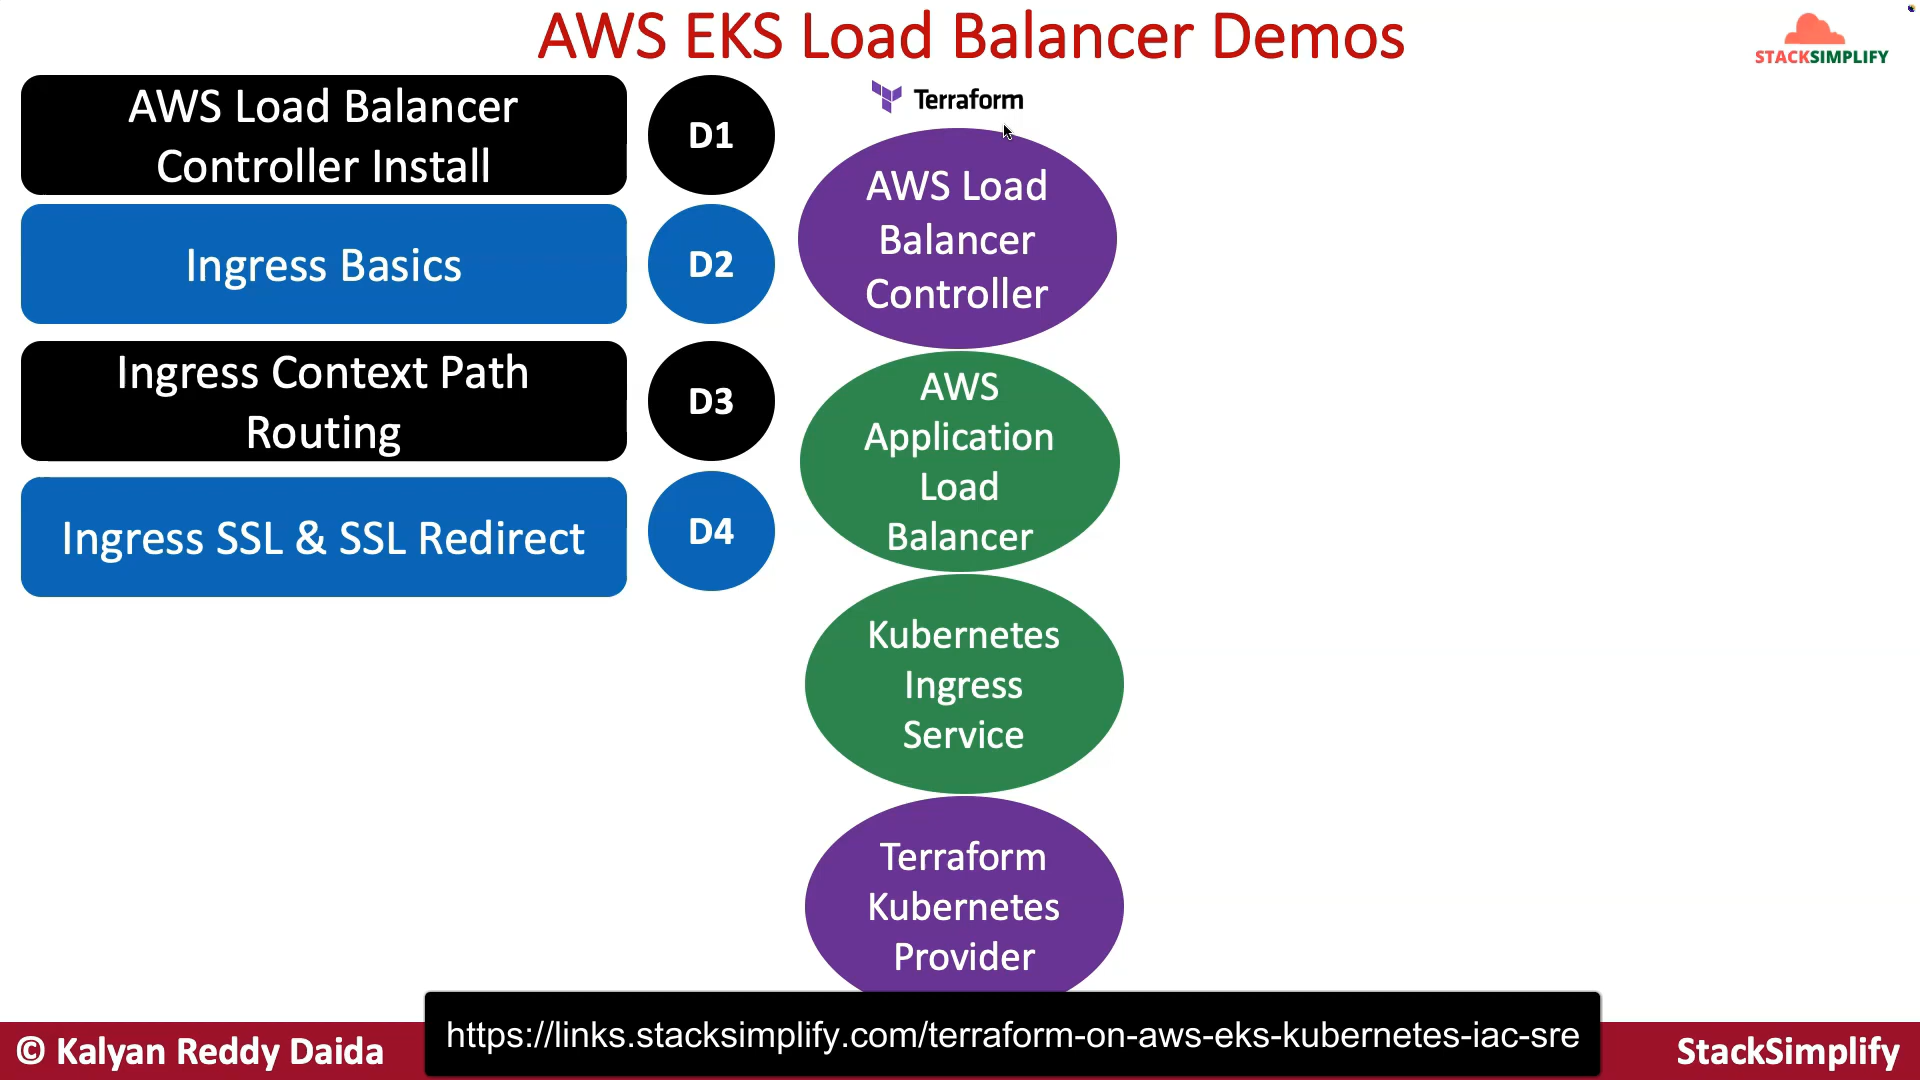 AWS EKS Load Balancer Demos
STACKSIMPLIFY
AWS Load Balancer
Controller Install
D1
Ingress Basics
D2
Ingress Context Path
Routing
D3
Ingress SSL & SSL Redirect
D4
Terraform
AWS Load
Balancer
Controller
AWS
Application
Load
Balancer
Kubernetes
Ingress
Service
Terraform
Kubernetes
Provider
© Kalyan Reddy Daida
https://links.stacksimplify.com/terraform-on-aws-eks-kubernetes-iac-sre
StackSimplify